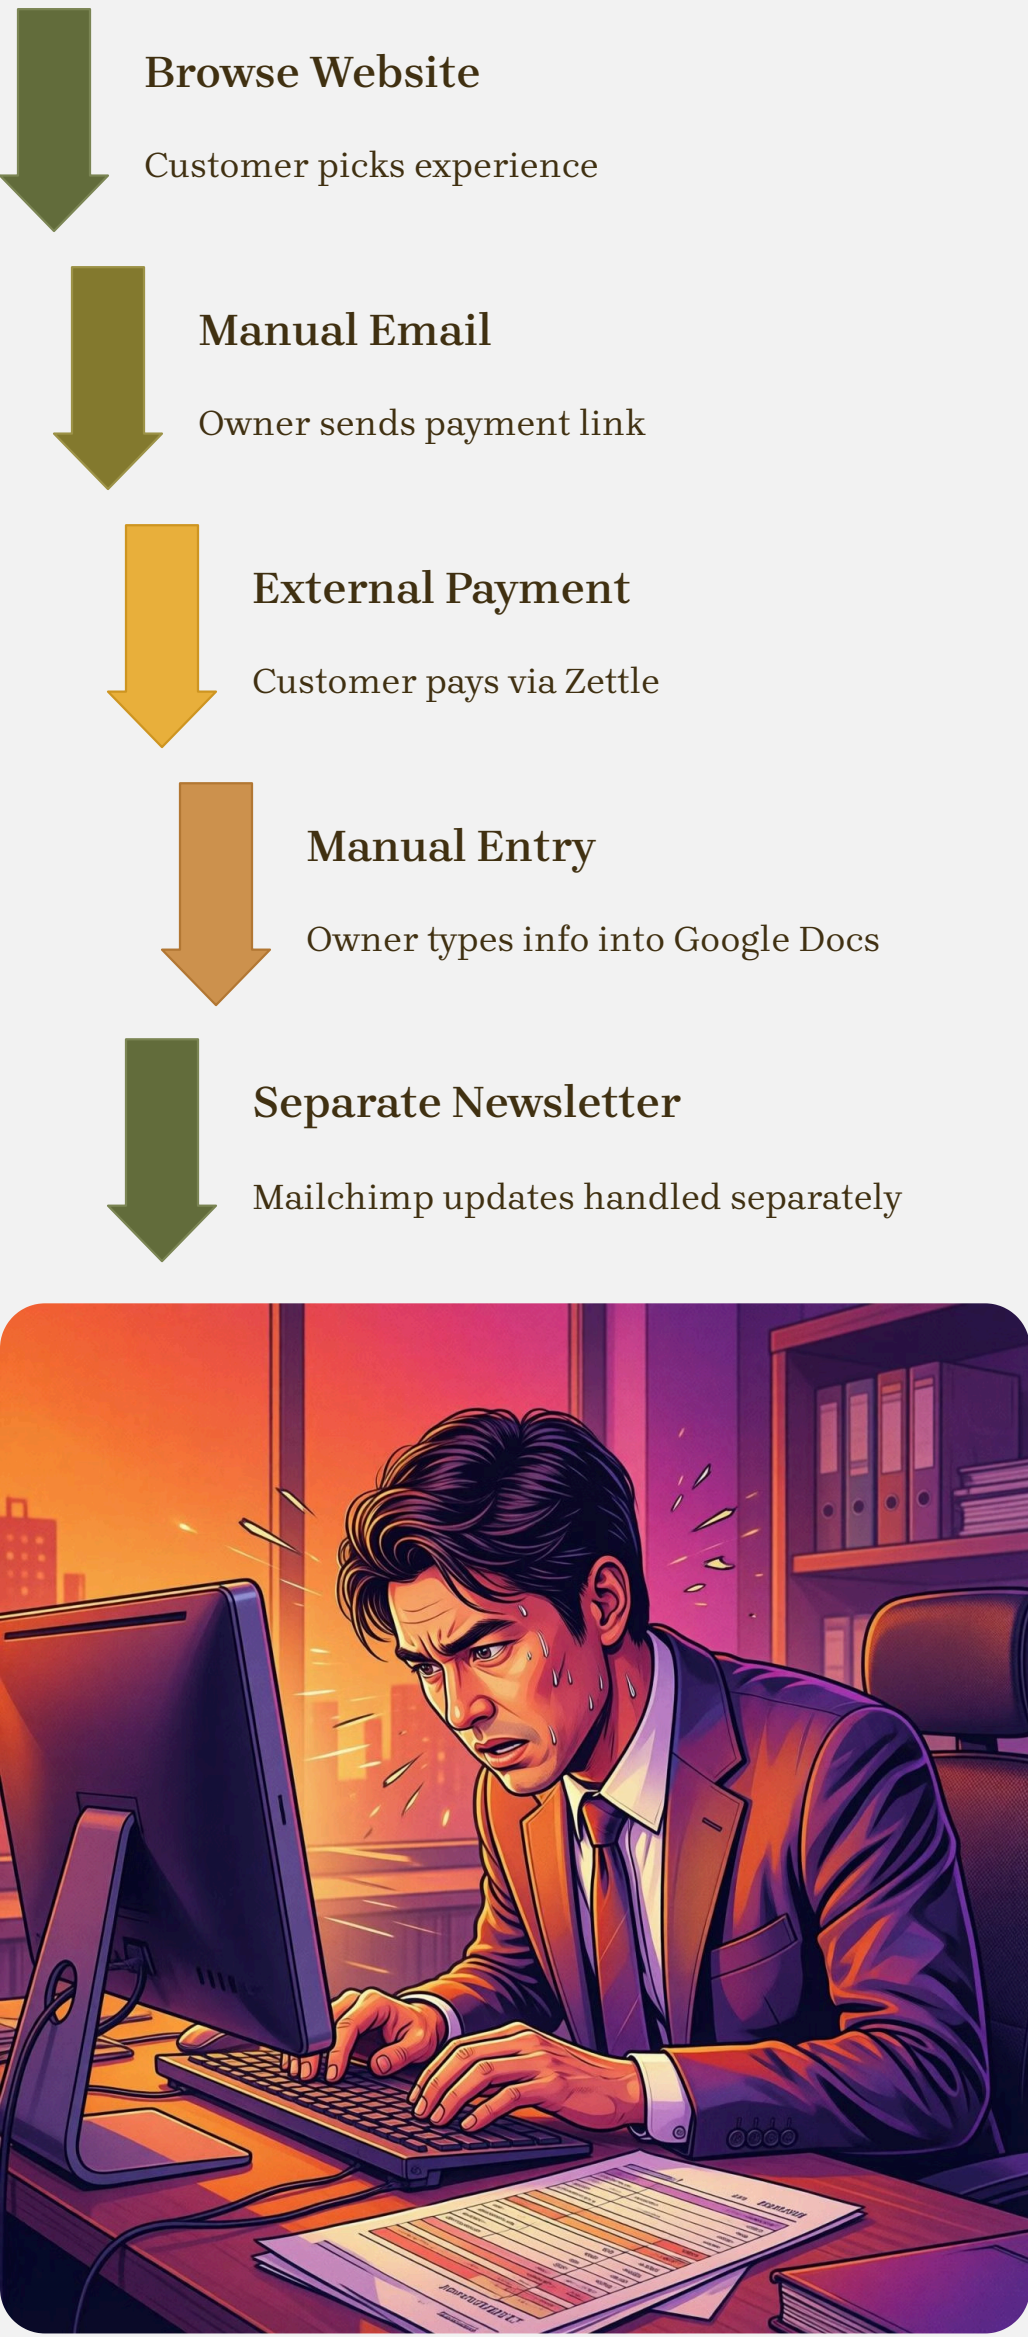 Browse Website
Customer picks experience
Manual Email
Owner sends payment link
External Payment
Customer pays via Zettle
Manual Entry
Owner types info into Google Docs
Separate Newsletter
Mailchimp updates handled separately